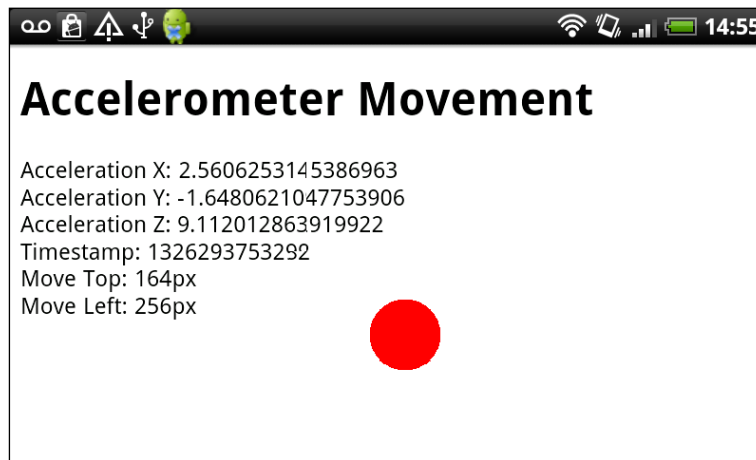 14:55
Accelerometer Movement
Acceleration X: 2.5606253145386963
Acceleration Y: -1.6480621047753906
Acceleration Z: 9.112012863919922
Timestamp: 1326293753292
Move Top: 164px
Move Left: 256px